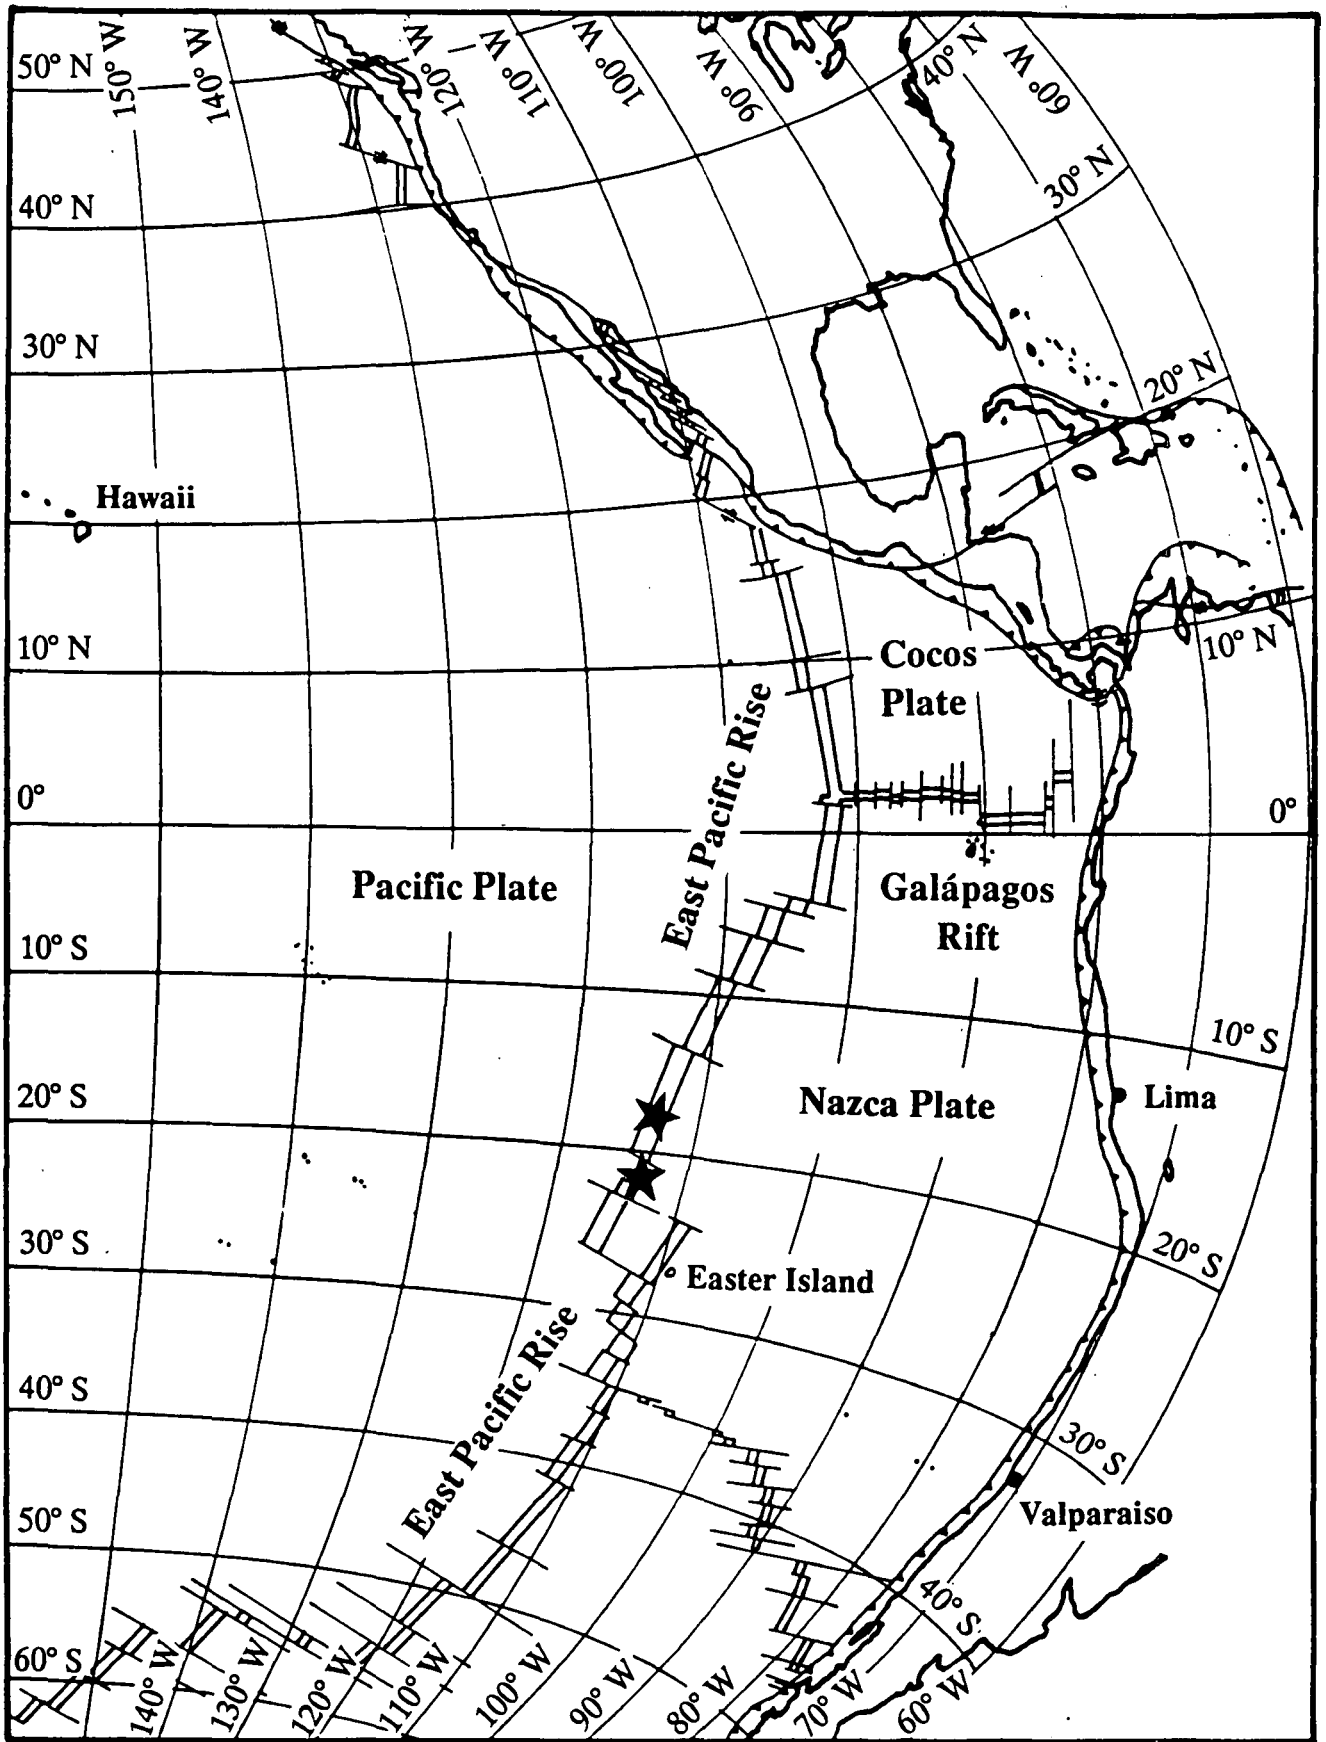 150° W
140° W
120° W
110° W
100° W
90° W
40° N
60° W
50° N
40° N
30° N
30° N
20° N
Hawaii
10° N
10° N
Cocos
Plate
East Pacific Rise
0°
0°
Pacific Plate
Galápagos
Rift
10° S
10° S
20° S
Nazca Plate
Lima
30° S
20° S
Easter Island
East Pacific Rise
40° S
30° S
50° S
Valparaiso
40° S
60° S
140° W
130° W
120° W
110° W
100° W
90° W
80° W
70° W
60° W